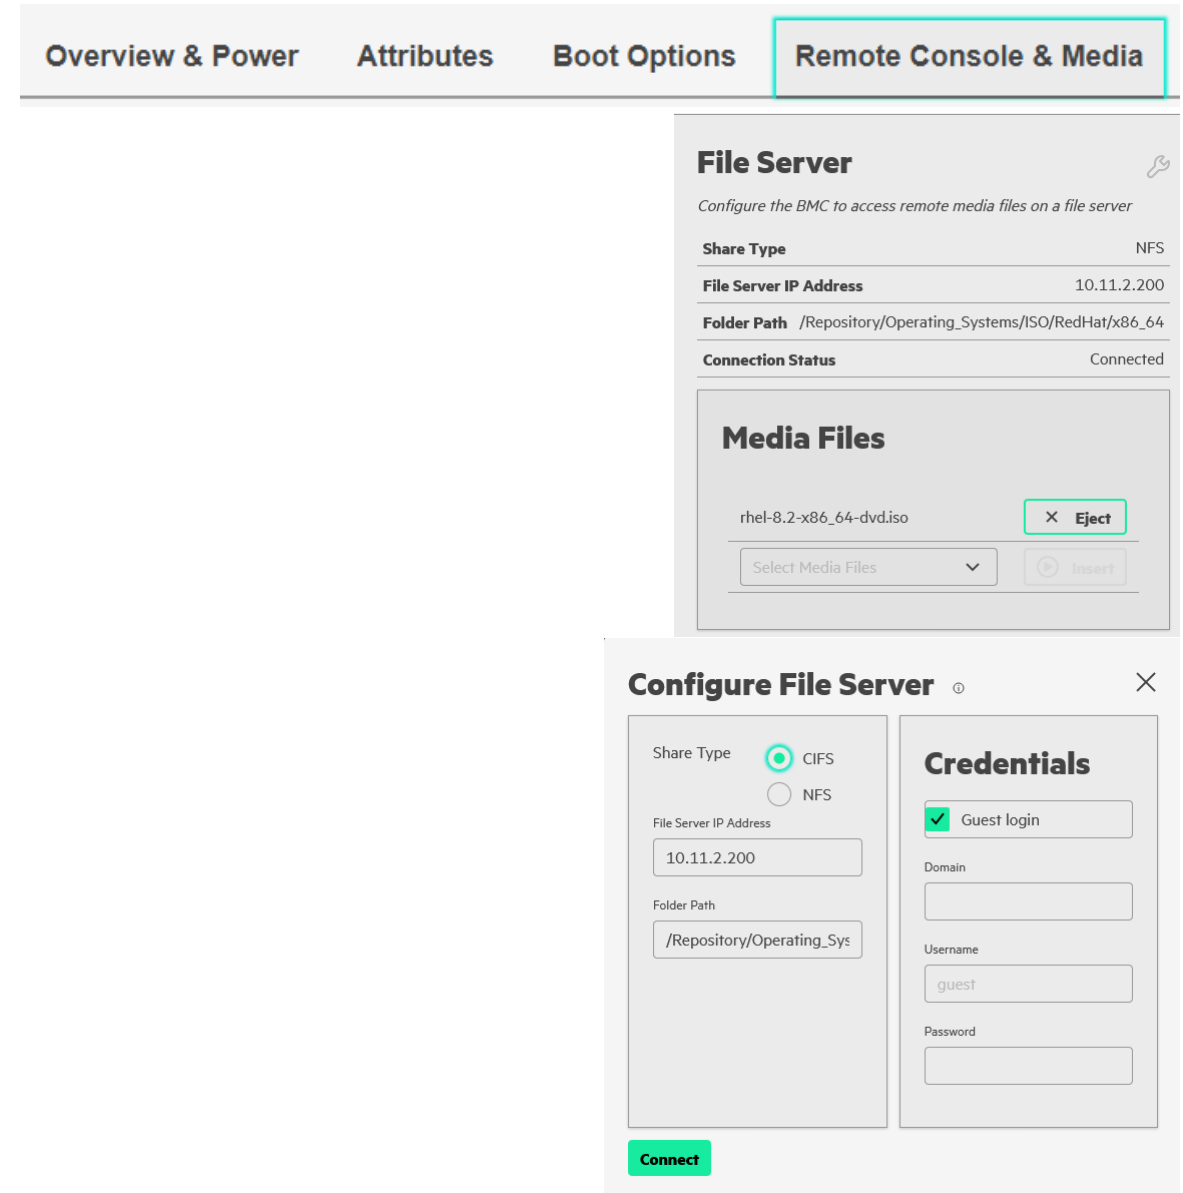 Overview & Power Attributes Boot Options Remote Console & Media
File Server
Configure the BMC to access remote media files on a file server
Share Type NFS
File Server IP Address 10.11.2.200
Folder Path /Repository/Operating_Systems/ISO/RedHat/x86_64
Connection Status Connected
Media Files
rhel-8.2-x86_64-dvd.iso Eject
Select Media Files Insert
Configure File Server
Share Type CIFS
NFS
File Server IP Address
10.11.2.200
Folder Path
/Repository/Operating_Sys
Credentials
Guest login
Domain
Username
guest
Password
Connect